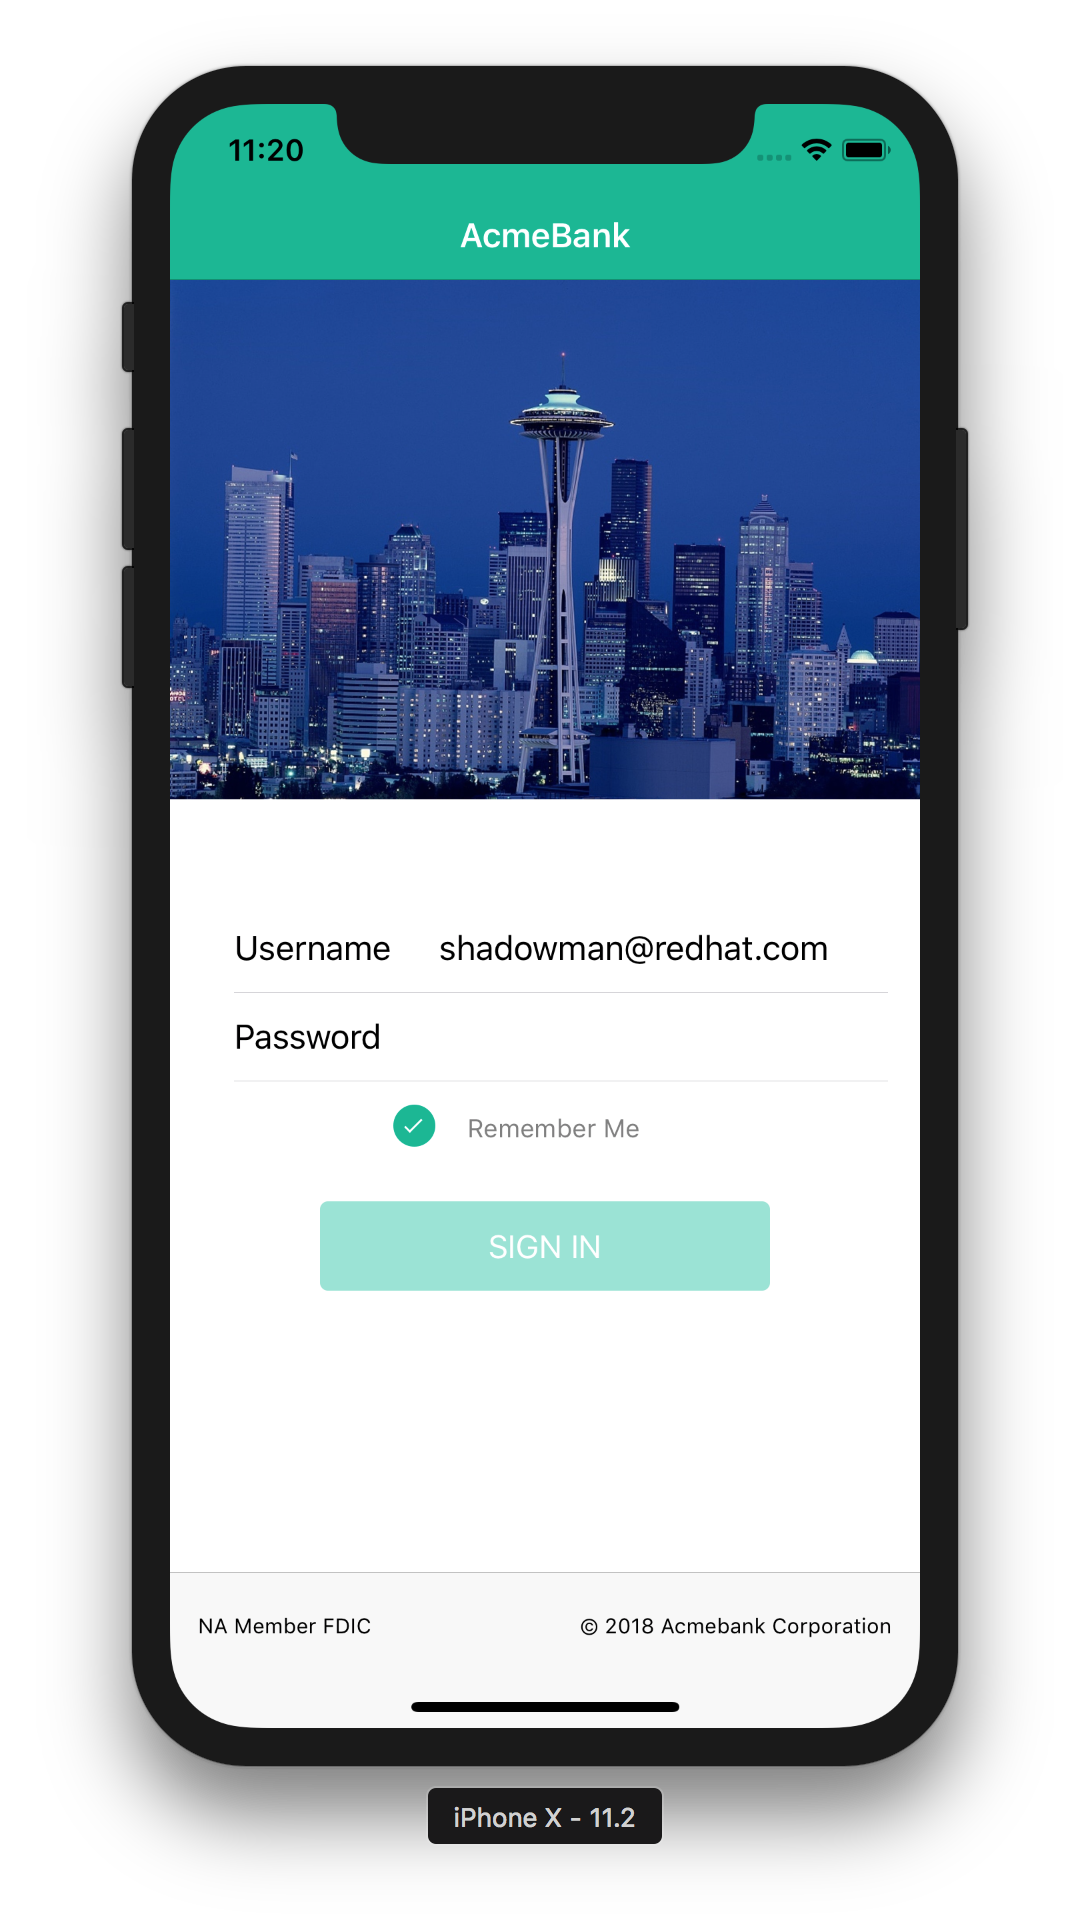 11:20
AcmeBank
Username shadowman@redhat.com
Password
Remember Me
SIGN IN
NA Member FDIC © 2018 Acmebank Corporation
iPhone X - 11.2